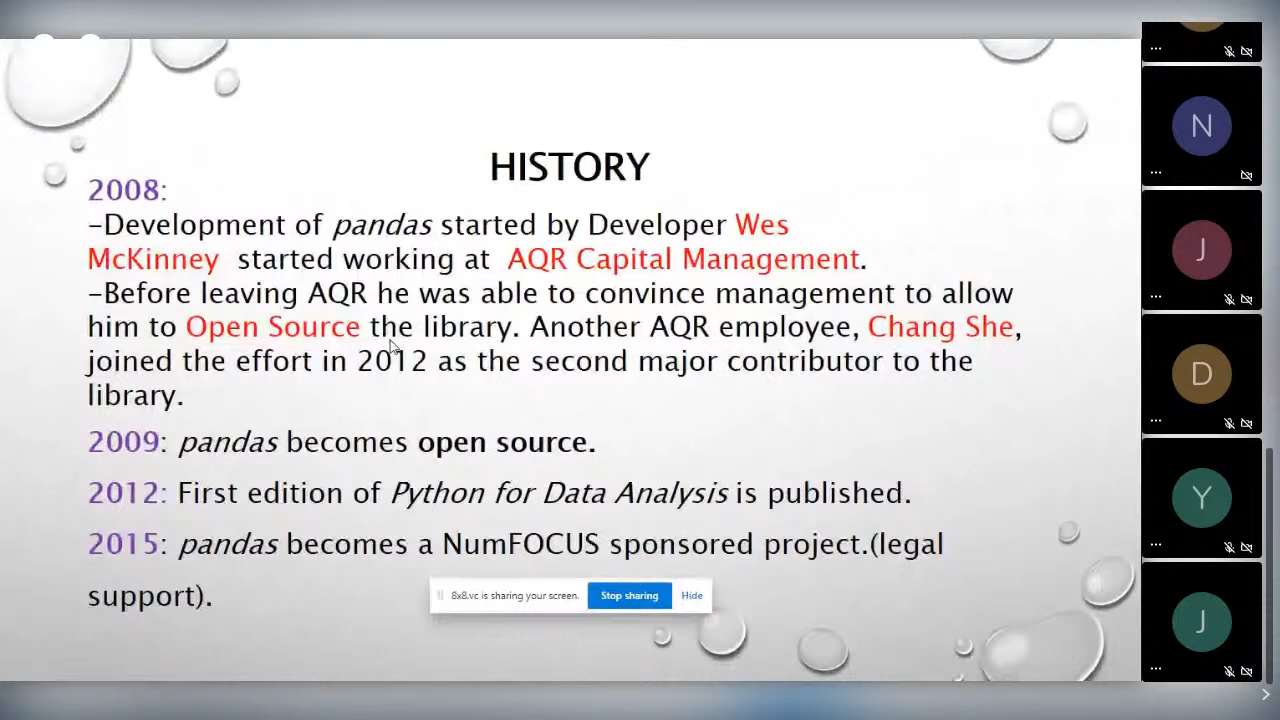 HISTORY
2008:
-Development of pandas started by Developer Wes
McKinney started working at AQR Capital Management.
-Before leaving AQR he was able to convince management to allow
him to Open Source the library. Another AQR employee, Chang She,
joined the effort in 2012 as the second major contributor to the
library.
2009: pandas becomes open source.
2012: First edition of Python for Data Analysis is published.
2015: pandas becomes a NumFOCUS sponsored project.(legal
support).
8x8.vc is sharing your screen. Stop sharing Hide
N
J
D
Y
J